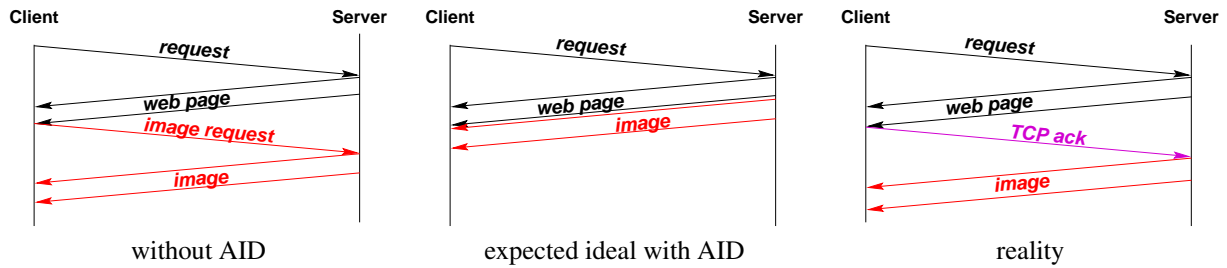 Client Server
request
web page
image request
image
without AID
Client Server
request
web page
image
expected ideal with AID
Client Server
request
web page
TCP ack
image
reality